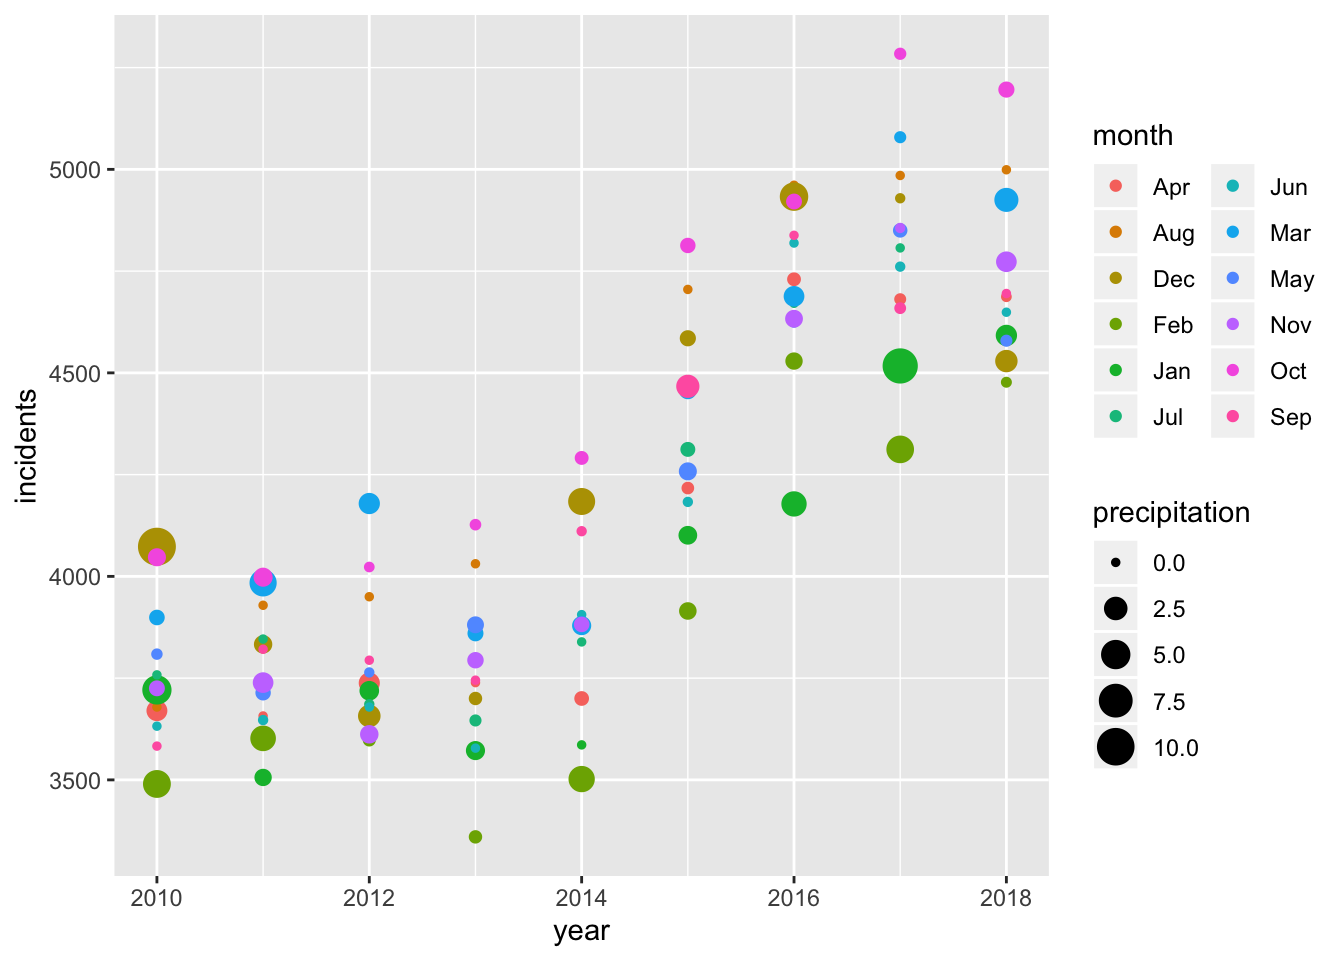 5000
4500
4000
3500
incidents
2010 2012 2014 2016 2018
year
month
Apr Jun
Aug Mar
Dec May
Feb Nov
Jan Oct
Jul Sep
precipitation
0.0
2.5
5.0
7.5
10.0